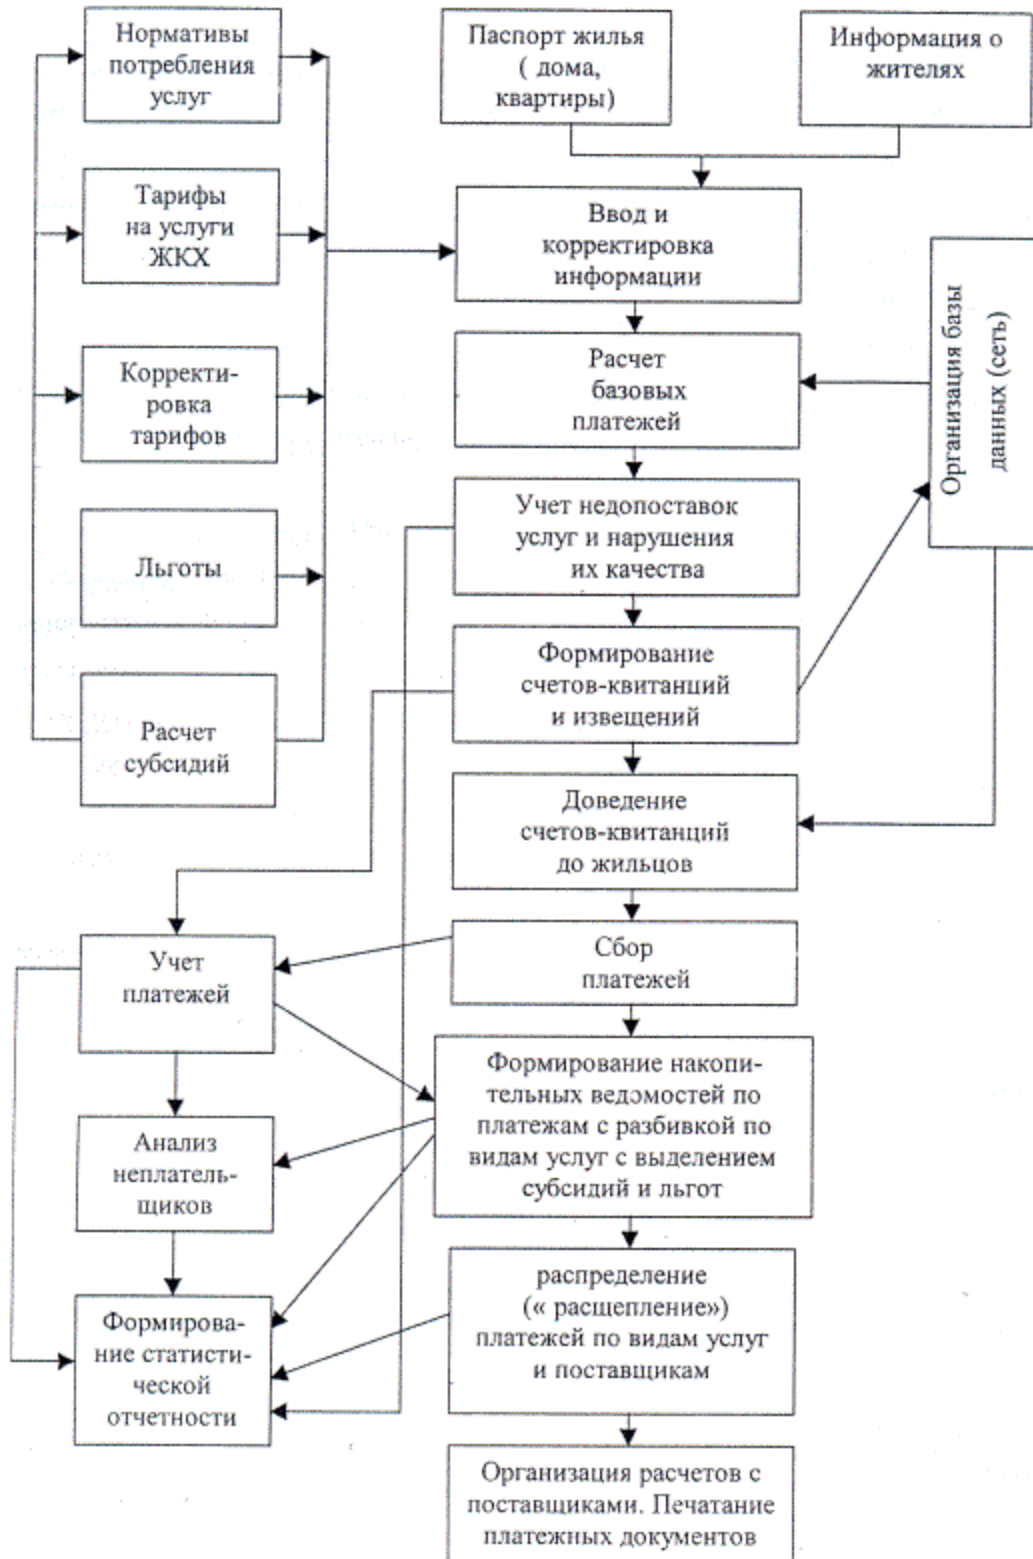 Нормативы
потребления
услуг
Паспорт жилья
( дома,
квартиры)
Информация о
жителях
Тарифы
на услуги
ЖКХ
Ввод и
корректировка
информации
Организация базы
данных (сеть)
Корректи-
ровка
тарифов
Расчет
базовых
платежей
Льготы
Учет недопоставок
услуг и нарушения
их качества
Расчет
субсидий
Формирование
счетов-квитанций
и извещений
Доведение
счетов-квитанций
до жильцов
Учет
платежей
Сбор
платежей
Анализ
неплатель-
щиков
Формирование накопи-
тельных ведомостей по
платежам с разбивкой по
видам услуг с выделением
субсидий и льгот
Формирова-
ние статисти-
ческой
отчетности
распределение
(« расщепление»)
платежей по видам услуг
и поставщикам
Организация расчетов с
поставщиками. Печатание
платежных документов